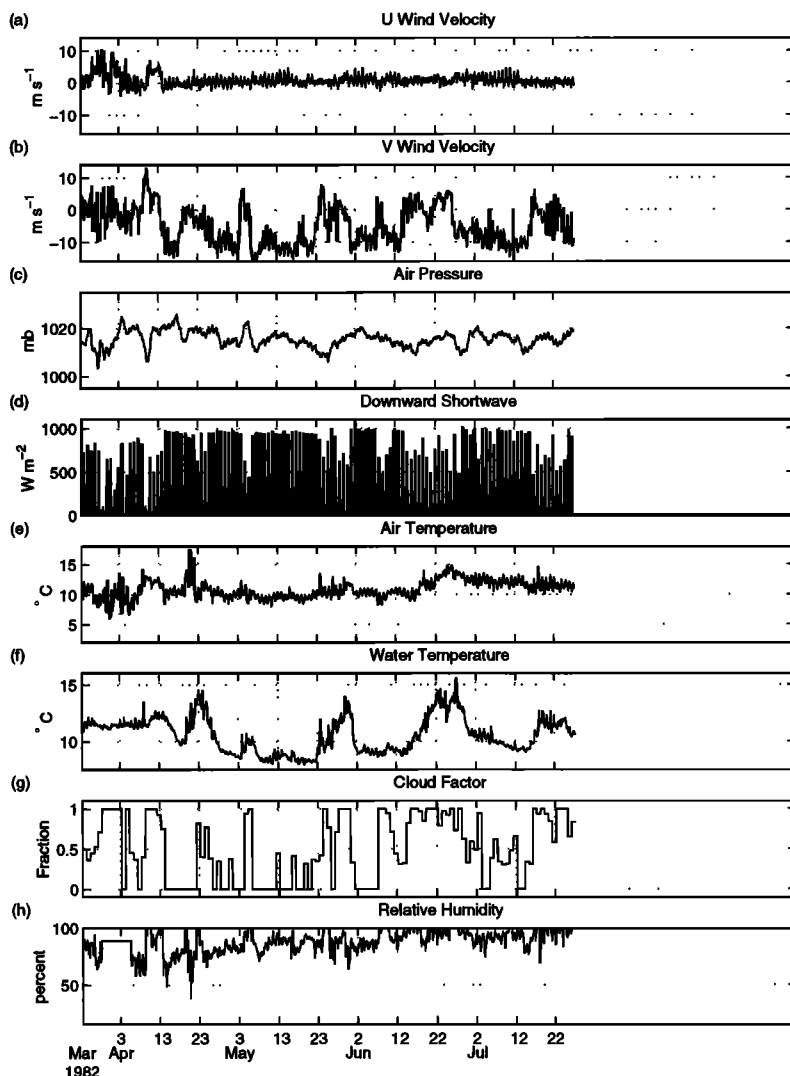 (a)
U Wind Velocity
10
0
−10
m s⁻¹
(b)
V Wind Velocity
10
0
−10
m s⁻¹
(c)
Air Pressure
1020
1000
mb
(d)
Downward Shortwave
1000
500
0
W m⁻²
(e)
Air Temperature
15
10
5
°C
(f)
Water Temperature
15
10
°C
(g)
Cloud Factor
1
0.5
0
Fraction
(h)
Relative Humidity
100
50
percent
3 13 23 3 13 23 2 12 22 2 12 22
Mar Apr May Jun Jul
1982